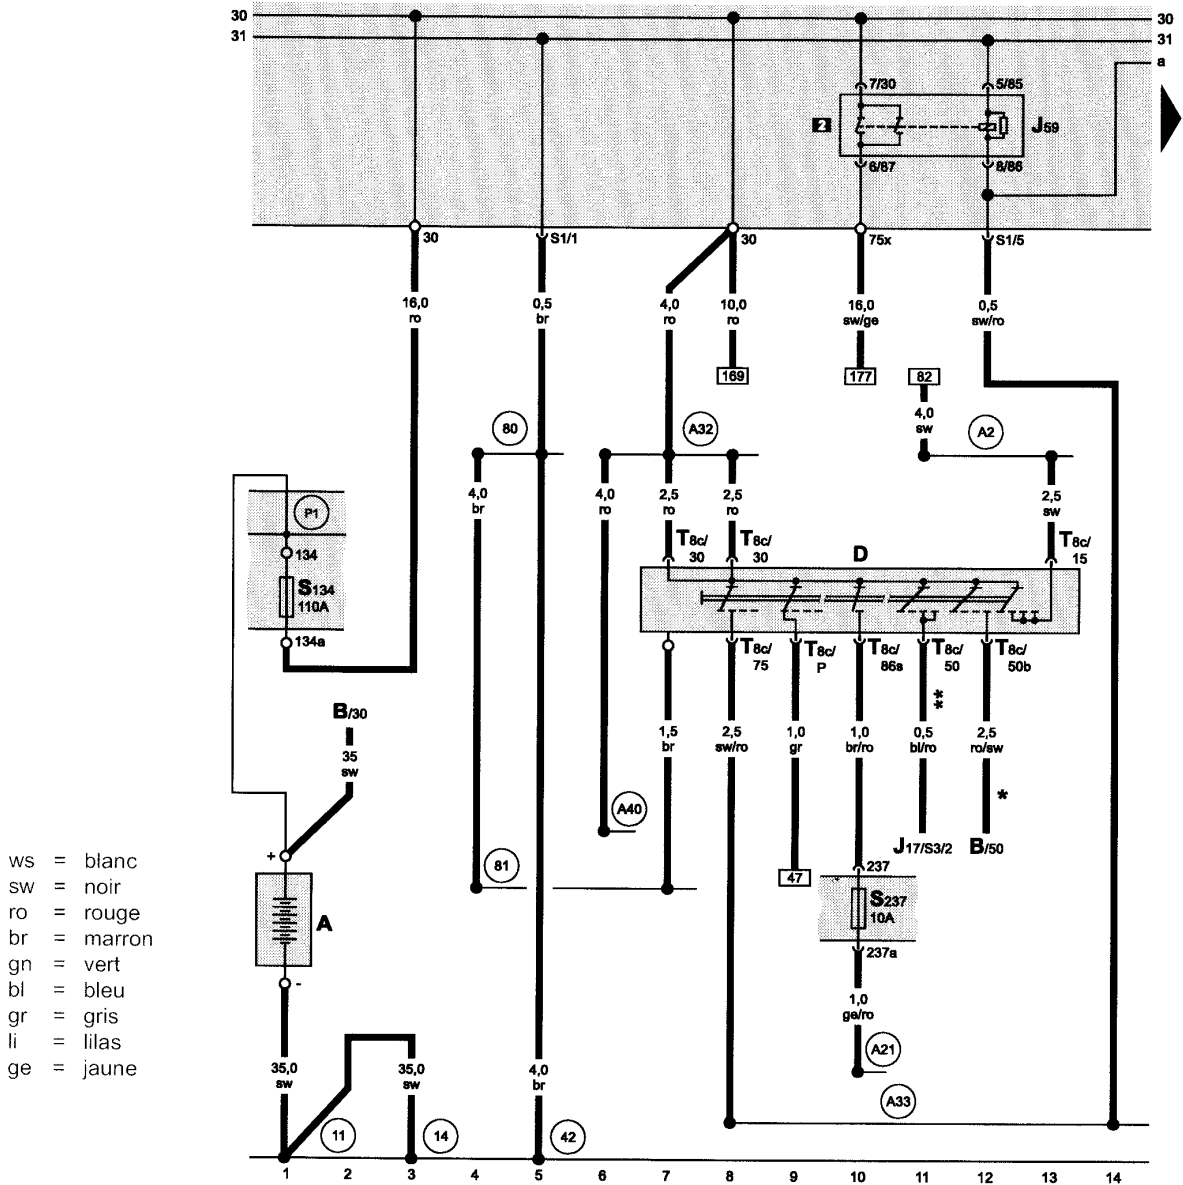 30 30
31 31
a
7/30 5/85
2 J59
6/87 8/86
30 S1/1 30 75x S1/5
16,0 0,5 4,0 10,0 16,0 0,5
ro br ro ro sw/ge sw/ro
169 177 82
4,0
sw
80 A32 A2
4,0 4,0 2,5 2,5 2,5
br ro ro ro sw
P1
T8c/ T8c/ D T8c/
30 30 15
134
S134
110A
134a
T8c/ T8c/ T8c/ T8c/ T8c/
75 P 86s 50 50b
**
B/30
1,5 2,5 1,0 1,0 0,5 2,5
br sw/ro gr br/ro bl/ro ro/sw
35
sw
*
A40
J17/S3/2 B/50
+
81 237
47
S237
10A
A
237a
-
1,0
ge/ro
A21
35,0 35,0 4,0
sw sw br
A33
11 14 42
1 2 3 4 5 6 7 8 9 10 11 12 13 14
ws = blanc
sw = noir
ro = rouge
br = marron
gn = vert
bl = bleu
gr = gris
li = lilas
ge = jaune